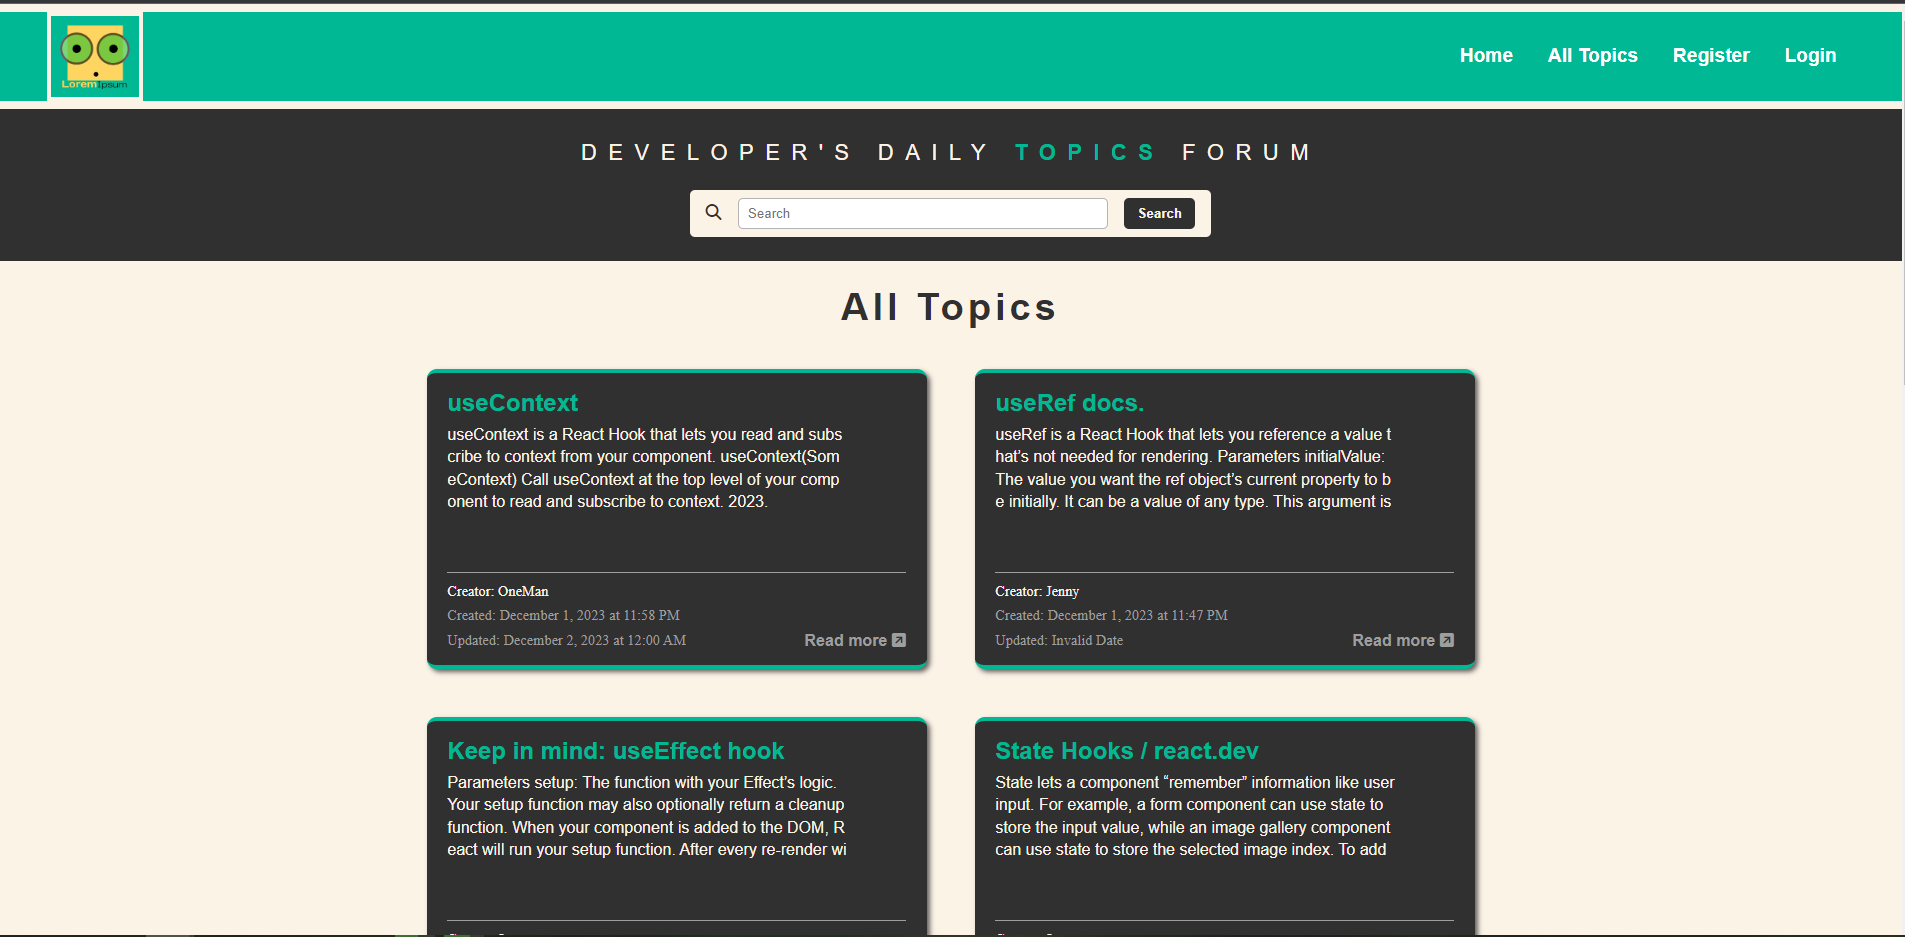 LoremIpsum
Home All Topics Register Login
DEVELOPER'S DAILY TOPICS FORUM
Search Search
All Topics
useContext
useContext is a React Hook that lets you read and subs
cribe to context from your component. useContext(Som
eContext) Call useContext at the top level of your comp
onent to read and subscribe to context. 2023.
Creator: OneMan
Created: December 1, 2023 at 11:58 PM
Updated: December 2, 2023 at 12:00 AM
Read more
useRef docs.
useRef is a React Hook that lets you reference a value t
hat’s not needed for rendering. Parameters initialValue:
The value you want the ref object’s current property to b
e initially. It can be a value of any type. This argument is
Creator: Jenny
Created: December 1, 2023 at 11:47 PM
Updated: Invalid Date
Read more
Keep in mind: useEffect hook
Parameters setup: The function with your Effect’s logic.
Your setup function may also optionally return a cleanup
function. When your component is added to the DOM, R
eact will run your setup function. After every re-render wi
State Hooks / react.dev
State lets a component “remember” information like user
input. For example, a form component can use state to
store the input value, while an image gallery component
can use state to store the selected image index. To add